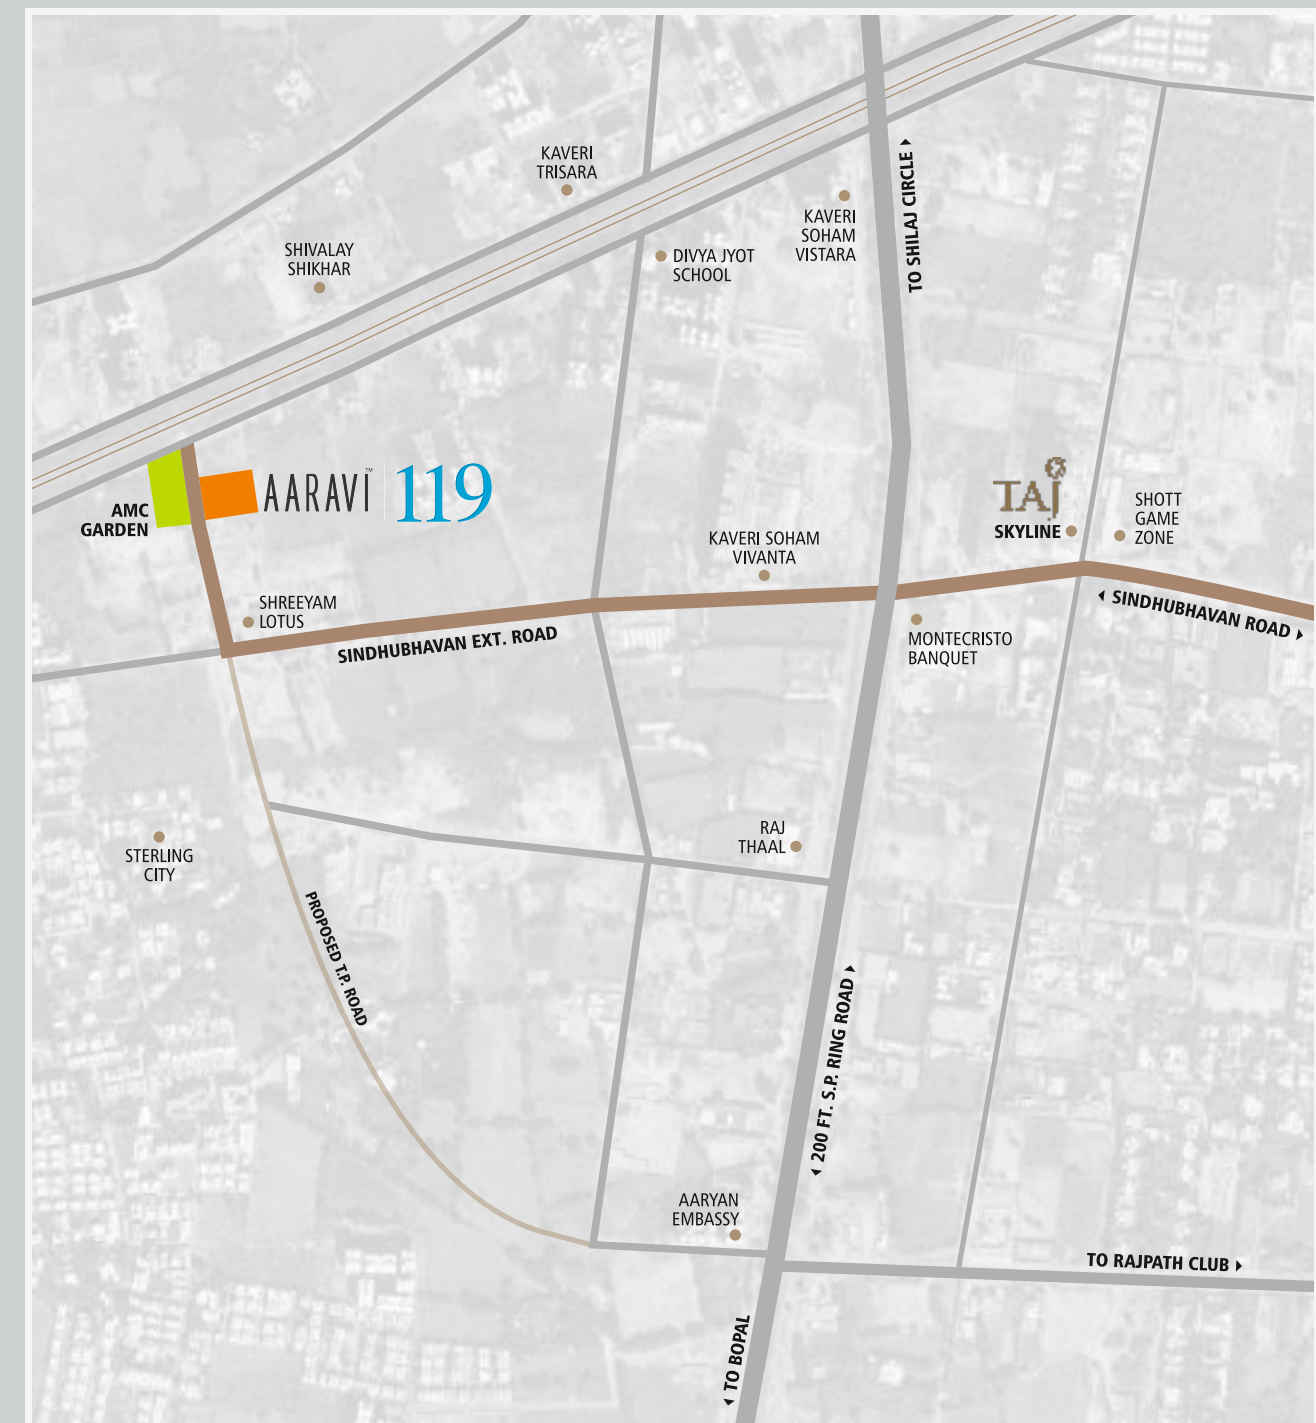 KAVERI
TRISARA
TO SHILAJ CIRCLE
KAVERI
SOHAM
VISTARA
SHIVALAY
SHIKHAR
DIVYA JYOT
SCHOOL
AARAVI™ 119
AMC
GARDEN
TAJ
SKYLINE
SHOTT
GAME
ZONE
KAVERI SOHAM
VIVANTA
SHREEYAM
LOTUS
SINDHUBHAVAN EXT. ROAD
SINDHUBHAVAN ROAD
MONTECRISTO
BANQUET
RAJ
THAAL
STERLING
CITY
PROPOSED T.P. ROAD
200 FT. S.P. RING ROAD
AARYAN
EMBASSY
TO RAJPATH CLUB
TO BOPAL